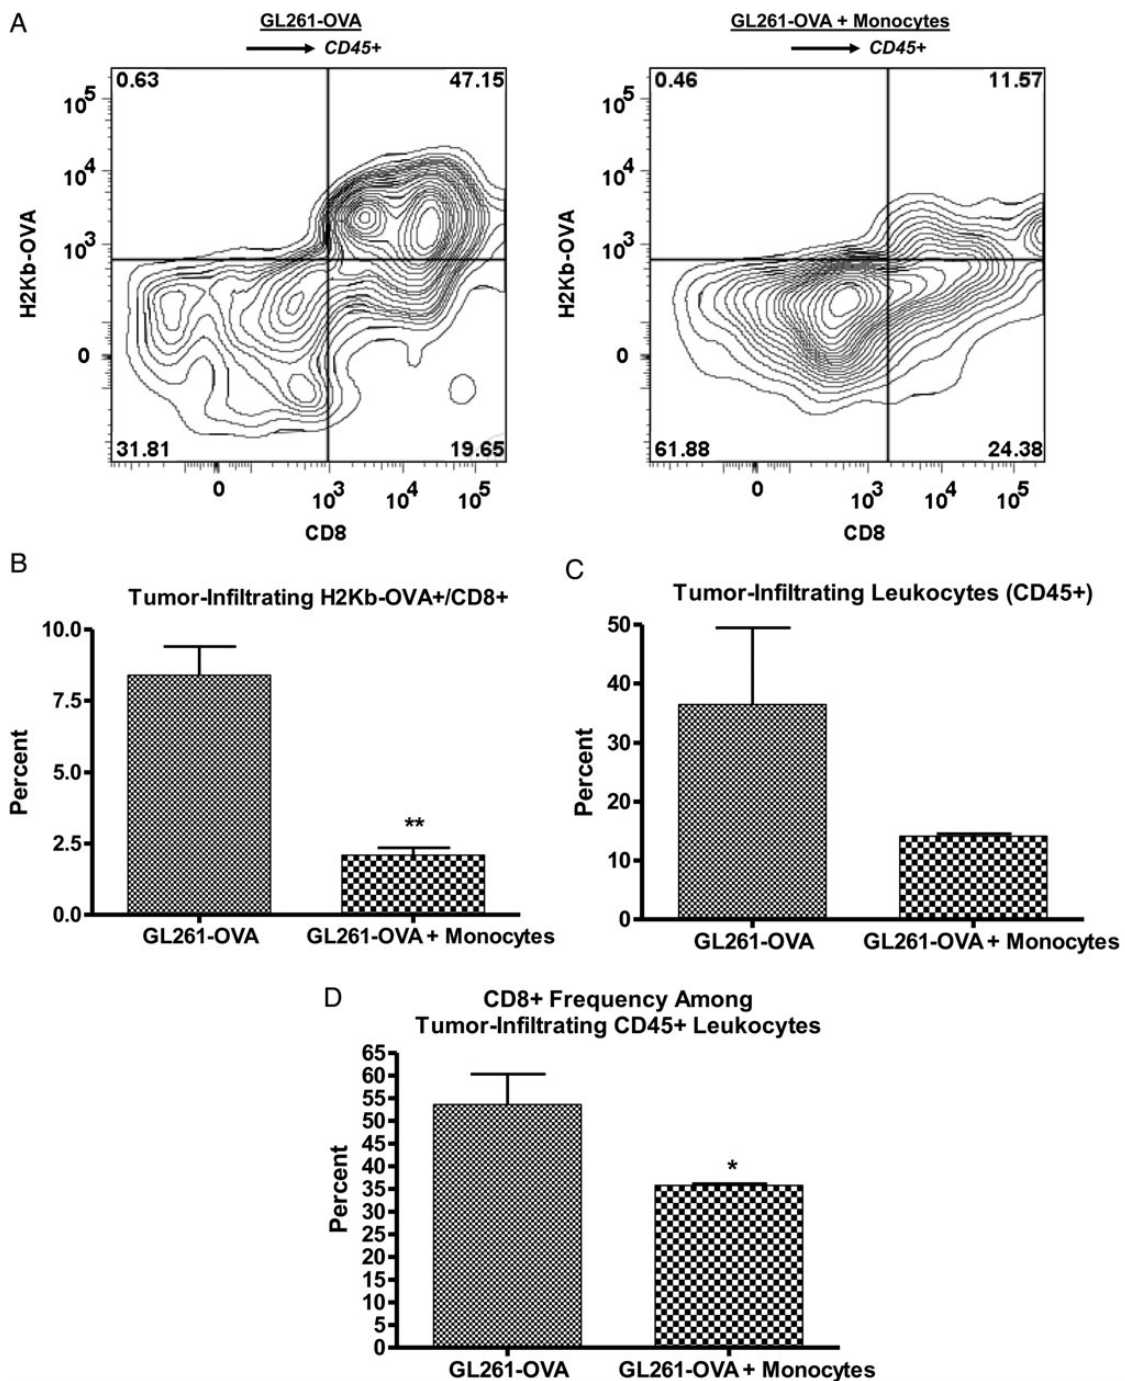 A
GL261-OVA
CD45+
0.63
47.15
10^5
10^4
10^3
0
H2Kb-OVA
31.81
19.65
0
10^3
10^4
10^5
CD8
GL261-OVA + Monocytes
CD45+
0.46
11.57
10^5
10^4
10^3
0
H2Kb-OVA
61.88
24.38
0
10^3
10^4
10^5
CD8
B
Tumor-Infiltrating H2Kb-OVA+/CD8+
10.0
7.5
5.0
2.5
0.0
Percent
**
GL261-OVA
GL261-OVA + Monocytes
C
Tumor-Infiltrating Leukocytes (CD45+)
50
40
30
20
10
0
Percent
GL261-OVA
GL261-OVA + Monocytes
D
CD8+ Frequency Among
Tumor-Infiltrating CD45+ Leukocytes
65
60
55
50
45
40
35
30
25
20
15
10
5
0
Percent
*
GL261-OVA
GL261-OVA + Monocytes